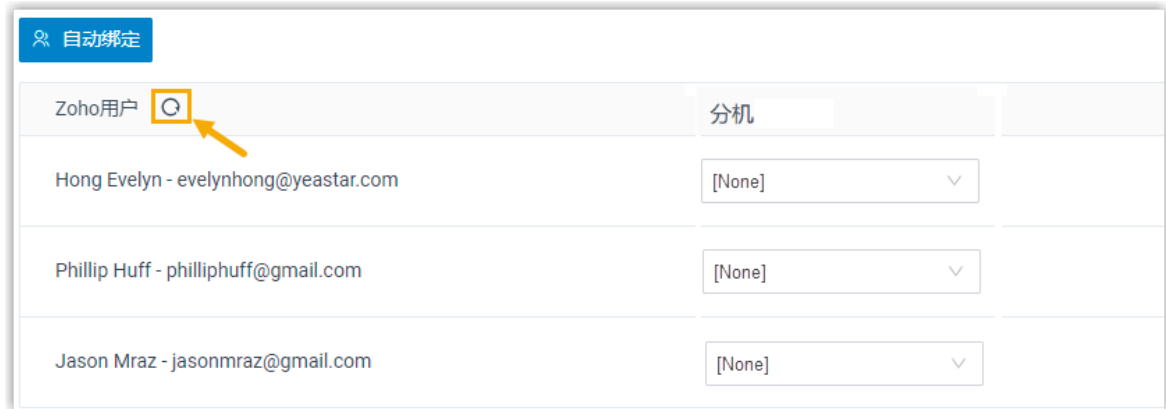 自动绑定
Zoho用户 分机
Hong Evelyn - evelynhong@yeastar.com [None]
Phillip Huff - philliphuff@gmail.com [None]
Jason Mraz - jasonmraz@gmail.com [None]